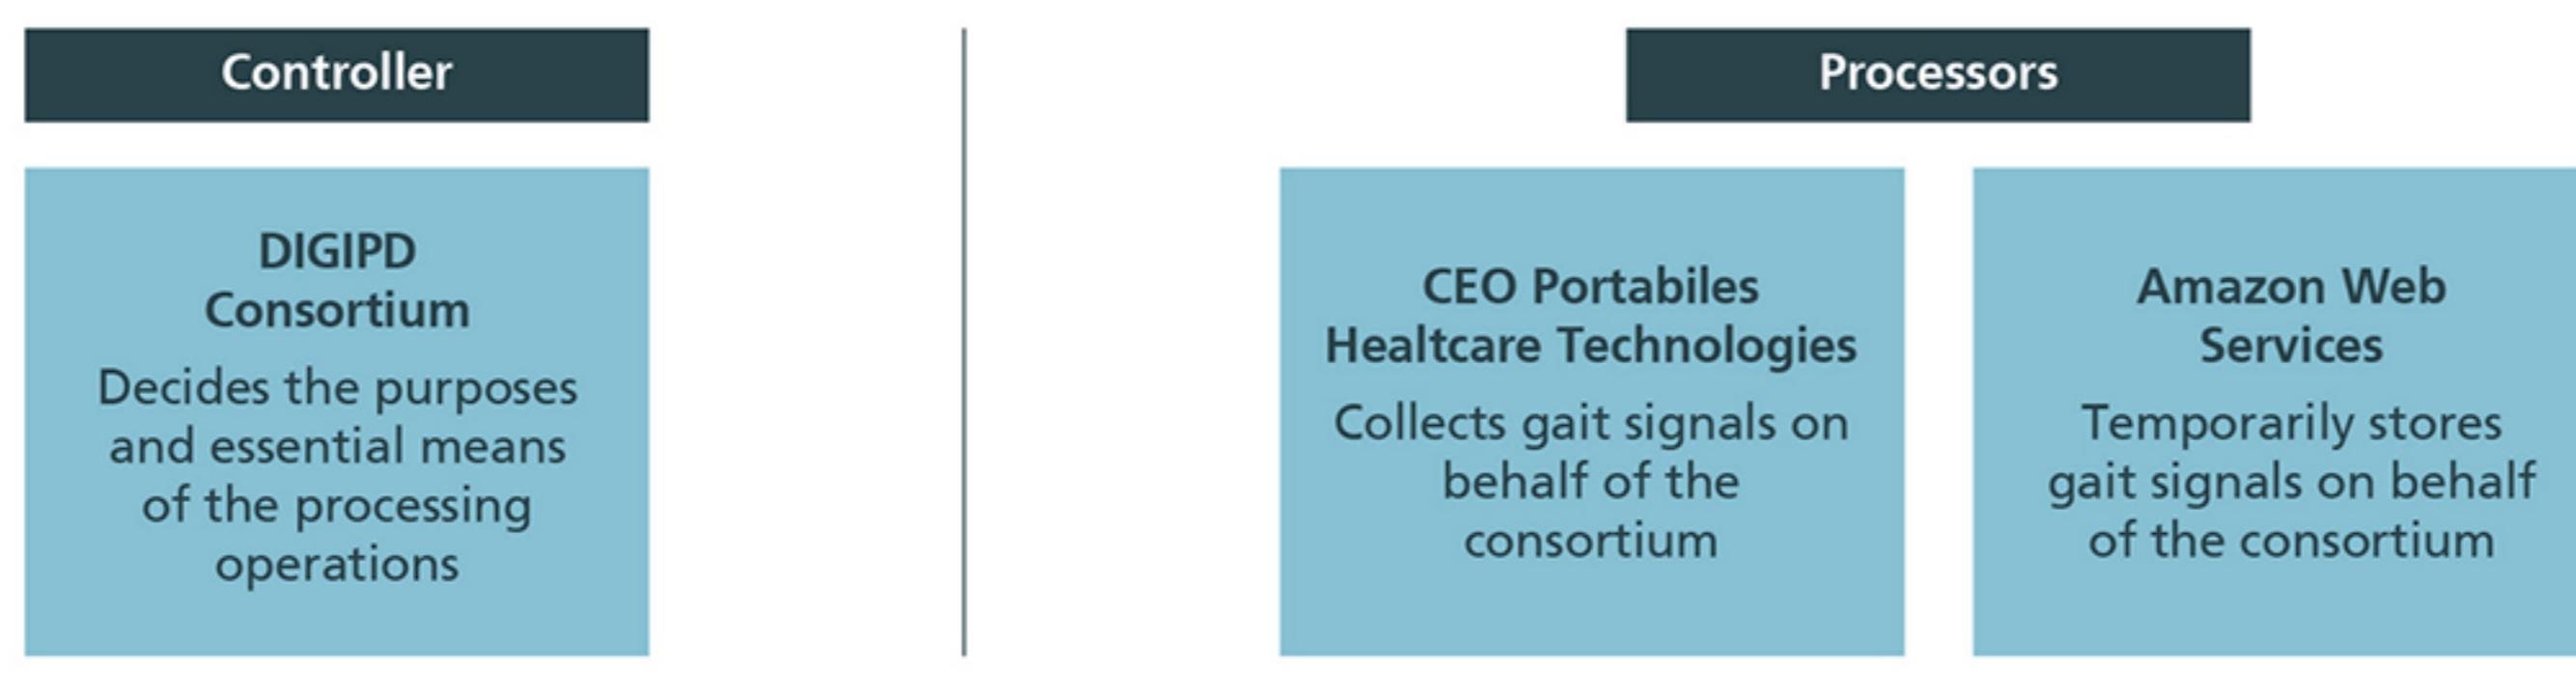 Controller
DIGIPD
Consortium
Decides the purposes
and essential means
of the processing
operations
Processors
CEO Portabiles
Healtcare Technologies
Collects gait signals on
behalf of the
consortium
Amazon Web
Services
Temporarily stores
gait signals on behalf
of the consortium